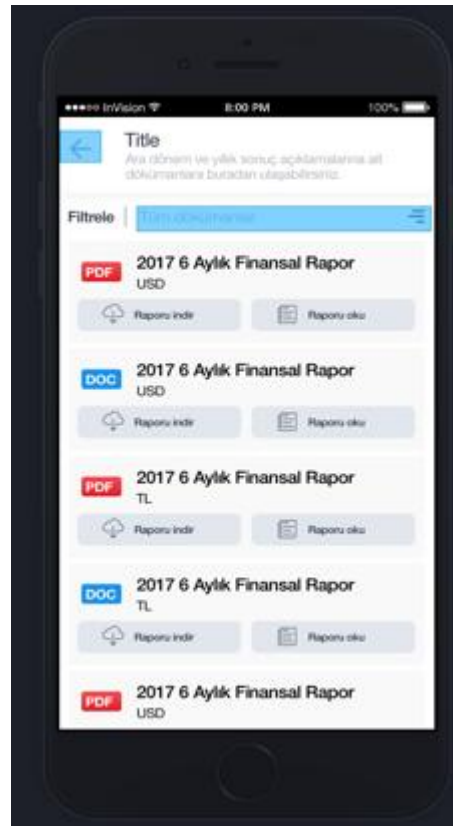 InVision 8:00 PM 100%
Title
Ara dönem ve yıllık sonuç açıklamalarına ait
dökümanlara buradan ulaşabilirsiniz.
Filtrele Tüm dökümanlar
PDF 2017 6 Aylık Finansal Rapor
USD
Raporu indir Raporu oku
DOC 2017 6 Aylık Finansal Rapor
USD
Raporu indir Raporu oku
PDF 2017 6 Aylık Finansal Rapor
TL
Raporu indir Raporu oku
DOC 2017 6 Aylık Finansal Rapor
TL
Raporu indir Raporu oku
PDF 2017 6 Aylık Finansal Rapor
USD